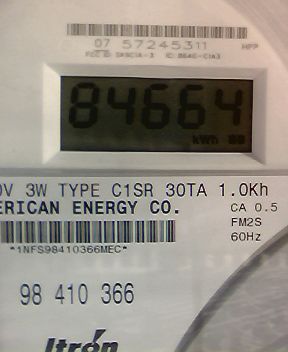 07 57245311
84664
kWh
0V 3W TYPE C1SR 30TA 1.0Kh
ERICAN ENERGY CO.
CA 0.5
FM2S
60Hz
*1NFS98410366MEC*
98 410 366
Itrón